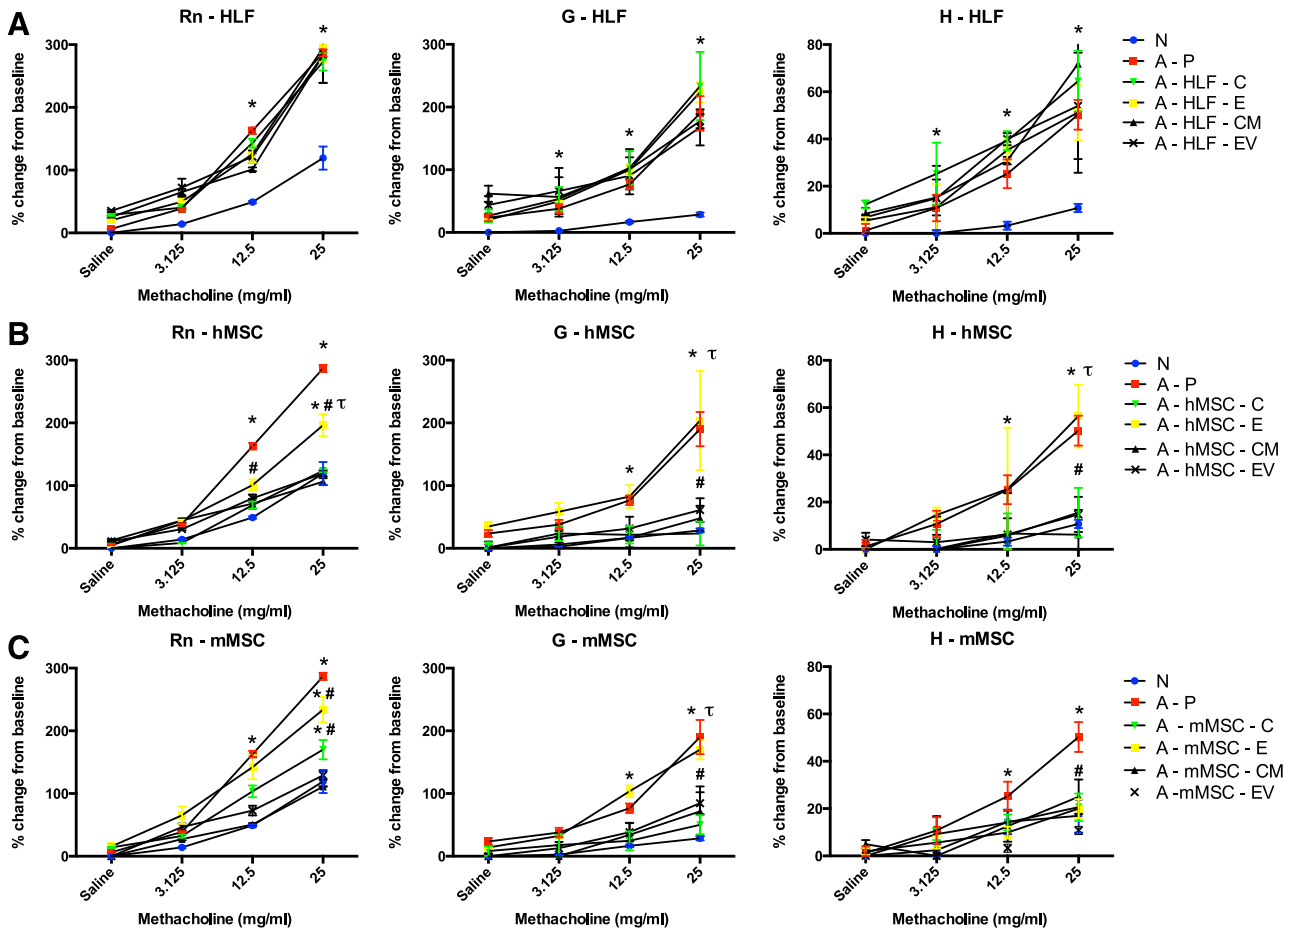 A
Rn - HLF
G - HLF
H - HLF
% change from baseline
300
200
100
0
*
*
Saline
3.125
12.5
25
Methacholine (mg/ml)
% change from baseline
300
200
100
0
*
*
*
Saline
3.125
12.5
25
Methacholine (mg/ml)
% change from baseline
80
60
40
20
0
*
*
*
Saline
3.125
12.5
25
Methacholine (mg/ml)
N
A - P
A - HLF - C
A - HLF - E
A - HLF - CM
A - HLF - EV
B
Rn - hMSC
G - hMSC
H - hMSC
% change from baseline
300
200
100
0
*
* # τ
*
#
Saline
3.125
12.5
25
Methacholine (mg/ml)
% change from baseline
300
200
100
0
* τ
*
#
Saline
3.125
12.5
25
Methacholine (mg/ml)
% change from baseline
80
60
40
20
0
* τ
*
#
Saline
3.125
12.5
25
Methacholine (mg/ml)
N
A - P
A - hMSC - C
A - hMSC - E
A - hMSC - CM
A - hMSC - EV
C
Rn - mMSC
G - mMSC
H - mMSC
% change from baseline
300
200
100
0
*
* #
* #
*
Saline
3.125
12.5
25
Methacholine (mg/ml)
% change from baseline
300
200
100
0
* τ
*
#
Saline
3.125
12.5
25
Methacholine (mg/ml)
% change from baseline
80
60
40
20
0
*
*
#
Saline
3.125
12.5
25
Methacholine (mg/ml)
N
A - P
A - mMSC - C
A - mMSC - E
A - mMSC - CM
A -mMSC - EV